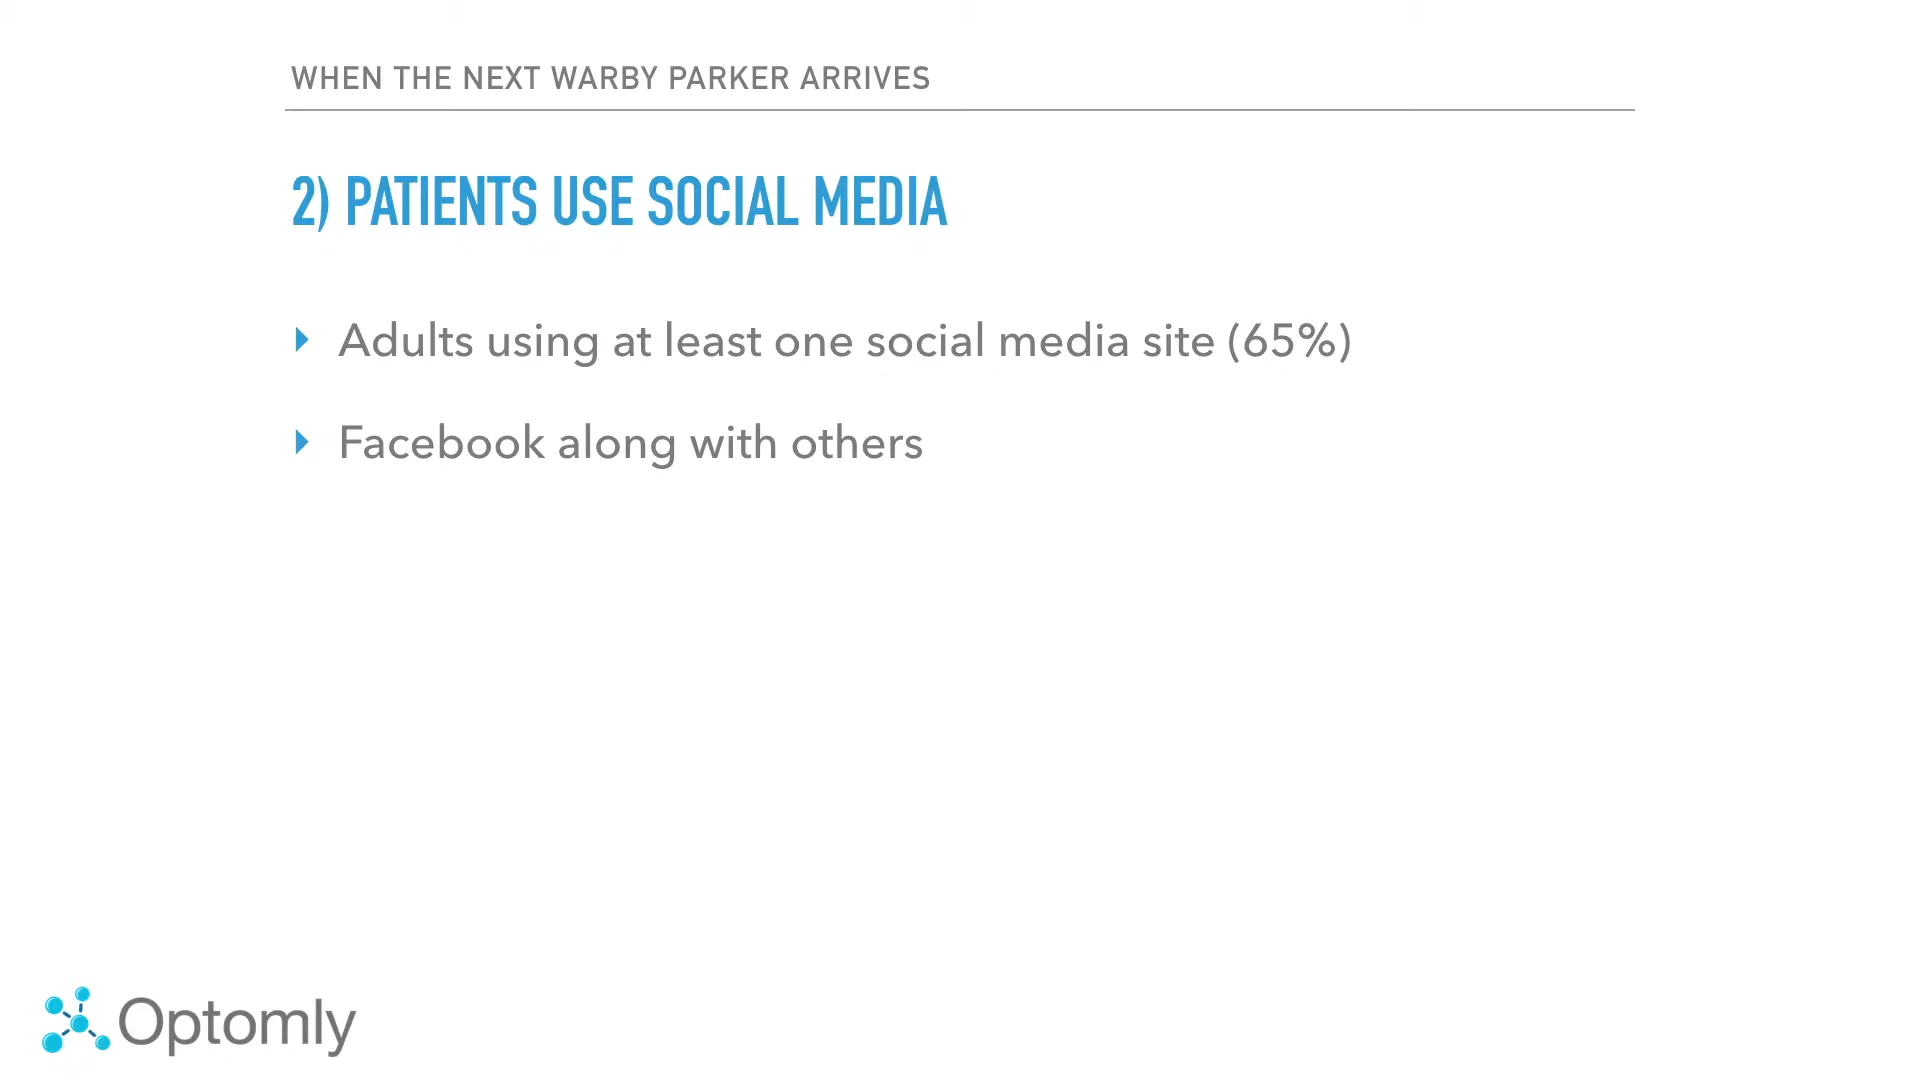 WHEN THE NEXT WARBY PARKER ARRIVES
2) PATIENTS USE SOCIAL MEDIA
Adults using at least one social media site (65%)
Facebook along with others
Optomly